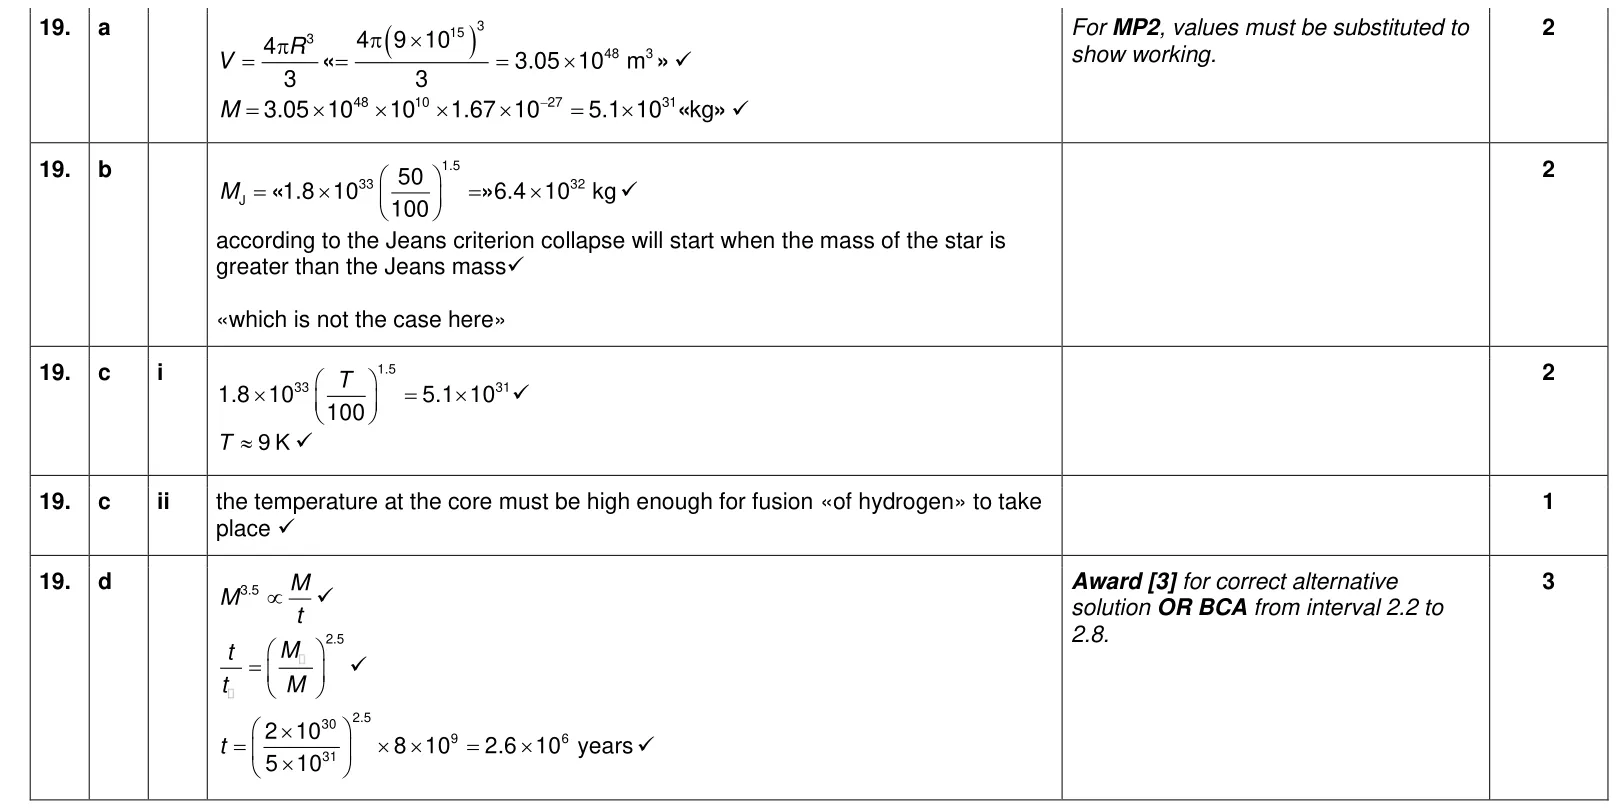 19. a V = 4πR³/3 «= 4π(9×10¹⁵)³/3 = 3.05×10⁴⁸ m³» ✓ For MP2, values must be substituted to 2
show working.
M = 3.05×10⁴⁸ ×10¹⁰ ×1.67×10⁻²⁷ = 5.1×10³¹ «kg» ✓
19. b M_J = «1.8×10³³ (50/100)^1.5 =» 6.4×10³² kg ✓ 2
according to the Jeans criterion collapse will start when the mass of the star is
greater than the Jeans mass✓
«which is not the case here»
19. c i 1.8×10³³ (T/100)^1.5 = 5.1×10³¹ ✓ 2
T ≈ 9 K ✓
19. c ii the temperature at the core must be high enough for fusion «of hydrogen» to take 1
place ✓
19. d M^3.5 ∝ M/t ✓ Award [3] for correct alternative 3
solution OR BCA from interval 2.2 to
2.8.
t/t▯ = (M▯/M)^2.5 ✓
t = (2×10³⁰/5×10³¹)^2.5 ×8×10⁹ = 2.6×10⁶ years ✓